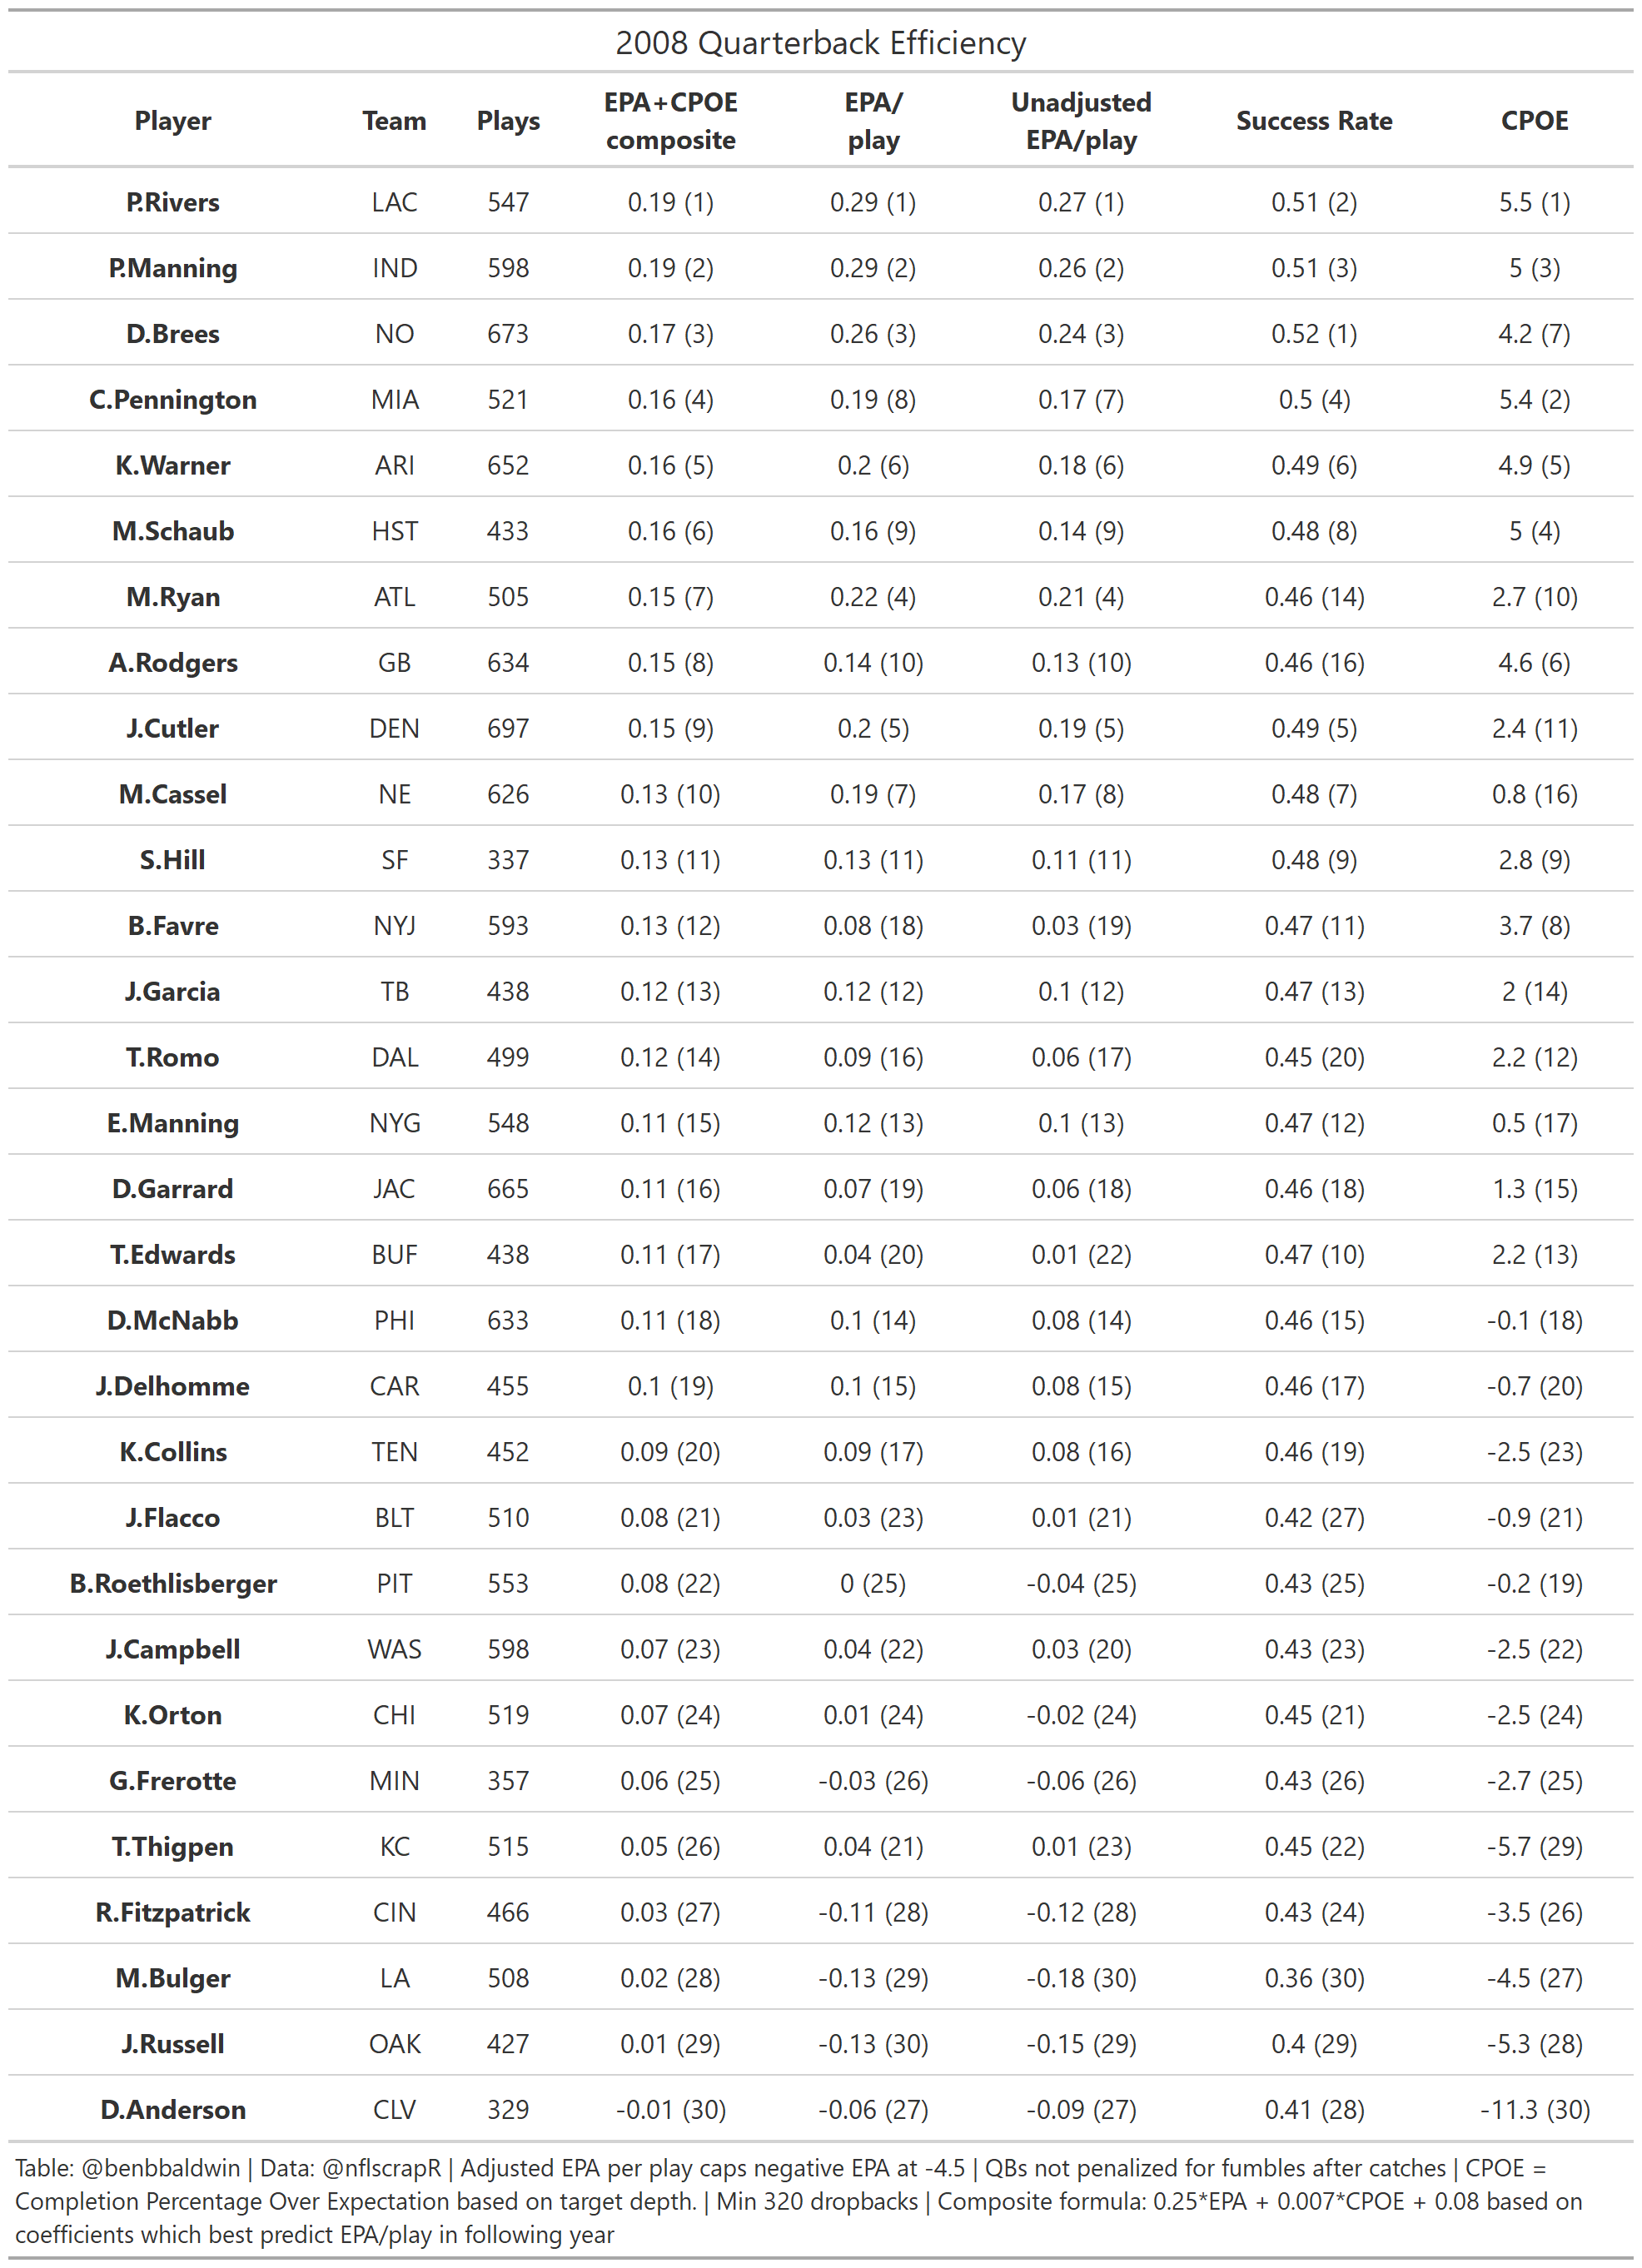 2008 Quarterback Efficiency
Player Team Plays EPA+CPOE composite EPA/ play Unadjusted EPA/play Success Rate CPOE
P.Rivers LAC 547 0.19 (1) 0.29 (1) 0.27 (1) 0.51 (2) 5.5 (1)
P.Manning IND 598 0.19 (2) 0.29 (2) 0.26 (2) 0.51 (3) 5 (3)
D.Brees NO 673 0.17 (3) 0.26 (3) 0.24 (3) 0.52 (1) 4.2 (7)
C.Pennington MIA 521 0.16 (4) 0.19 (8) 0.17 (7) 0.5 (4) 5.4 (2)
K.Warner ARI 652 0.16 (5) 0.2 (6) 0.18 (6) 0.49 (6) 4.9 (5)
M.Schaub HST 433 0.16 (6) 0.16 (9) 0.14 (9) 0.48 (8) 5 (4)
M.Ryan ATL 505 0.15 (7) 0.22 (4) 0.21 (4) 0.46 (14) 2.7 (10)
A.Rodgers GB 634 0.15 (8) 0.14 (10) 0.13 (10) 0.46 (16) 4.6 (6)
J.Cutler DEN 697 0.15 (9) 0.2 (5) 0.19 (5) 0.49 (5) 2.4 (11)
M.Cassel NE 626 0.13 (10) 0.19 (7) 0.17 (8) 0.48 (7) 0.8 (16)
S.Hill SF 337 0.13 (11) 0.13 (11) 0.11 (11) 0.48 (9) 2.8 (9)
B.Favre NYJ 593 0.13 (12) 0.08 (18) 0.03 (19) 0.47 (11) 3.7 (8)
J.Garcia TB 438 0.12 (13) 0.12 (12) 0.1 (12) 0.47 (13) 2 (14)
T.Romo DAL 499 0.12 (14) 0.09 (16) 0.06 (17) 0.45 (20) 2.2 (12)
E.Manning NYG 548 0.11 (15) 0.12 (13) 0.1 (13) 0.47 (12) 0.5 (17)
D.Garrard JAC 665 0.11 (16) 0.07 (19) 0.06 (18) 0.46 (18) 1.3 (15)
T.Edwards BUF 438 0.11 (17) 0.04 (20) 0.01 (22) 0.47 (10) 2.2 (13)
D.McNabb PHI 633 0.11 (18) 0.1 (14) 0.08 (14) 0.46 (15) -0.1 (18)
J.Delhomme CAR 455 0.1 (19) 0.1 (15) 0.08 (15) 0.46 (17) -0.7 (20)
K.Collins TEN 452 0.09 (20) 0.09 (17) 0.08 (16) 0.46 (19) -2.5 (23)
J.Flacco BLT 510 0.08 (21) 0.03 (23) 0.01 (21) 0.42 (27) -0.9 (21)
B.Roethlisberger PIT 553 0.08 (22) 0 (25) -0.04 (25) 0.43 (25) -0.2 (19)
J.Campbell WAS 598 0.07 (23) 0.04 (22) 0.03 (20) 0.43 (23) -2.5 (22)
K.Orton CHI 519 0.07 (24) 0.01 (24) -0.02 (24) 0.45 (21) -2.5 (24)
G.Frerotte MIN 357 0.06 (25) -0.03 (26) -0.06 (26) 0.43 (26) -2.7 (25)
T.Thigpen KC 515 0.05 (26) 0.04 (21) 0.01 (23) 0.45 (22) -5.7 (29)
R.Fitzpatrick CIN 466 0.03 (27) -0.11 (28) -0.12 (28) 0.43 (24) -3.5 (26)
M.Bulger LA 508 0.02 (28) -0.13 (29) -0.18 (30) 0.36 (30) -4.5 (27)
J.Russell OAK 427 0.01 (29) -0.13 (30) -0.15 (29) 0.4 (29) -5.3 (28)
D.Anderson CLV 329 -0.01 (30) -0.06 (27) -0.09 (27) 0.41 (28) -11.3 (30)
Table: @benbbaldwin | Data: @nflscrapR | Adjusted EPA per play caps negative EPA at -4.5 | QBs not penalized for fumbles after catches | CPOE =
Completion Percentage Over Expectation based on target depth. | Min 320 dropbacks | Composite formula: 0.25*EPA + 0.007*CPOE + 0.08 based on
coefficients which best predict EPA/play in following year